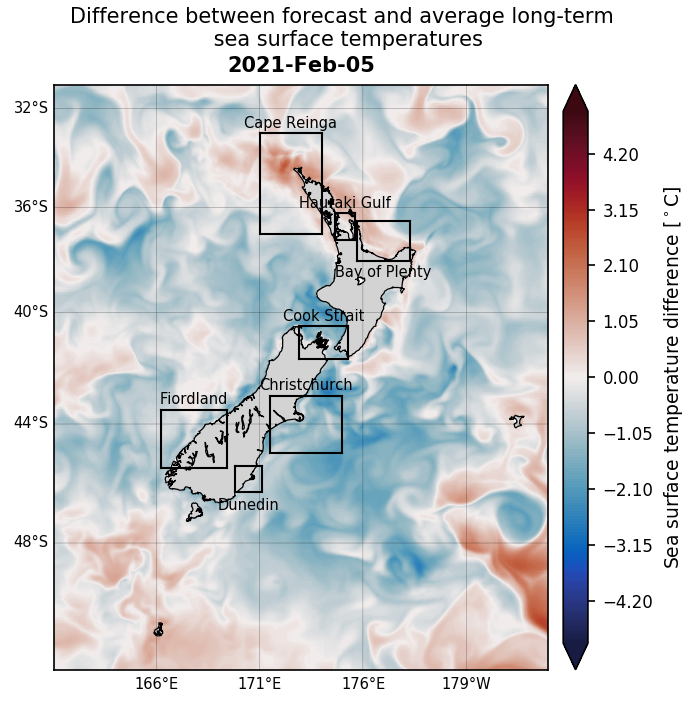 Difference between forecast and average long-term
sea surface temperatures
2021-Feb-05
32°S
36°S
40°S
44°S
48°S
166°E
171°E
176°E
179°W
Cape Reinga
Hauraki Gulf
Bay of Plenty
Cook Strait
Christchurch
Fiordland
Dunedin
4.20
3.15
2.10
1.05
0.00
−1.05
−2.10
−3.15
−4.20
Sea surface temperature difference [°C]